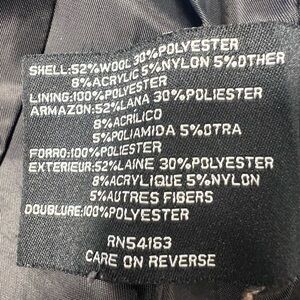 SHELL:52%WOOL 30%POLYESTER
8%ACRYLIC 5%NYLON 5%OTHER
LINING:100%POLYESTER
ARMAZON:52%LANA 30%POLIESTER
8%ACRÍLICO
5%POLIAMIDA 5%OTRA
FORRO:100%POLIESTER
EXTERIEUR:52%LAINE 30%POLYESTER
8%ACRYLIQUE 5%NYLON
5%AUTRES FIBERS
DOUBLURE:100%POLYESTER
RN54163
CARE ON REVERSE